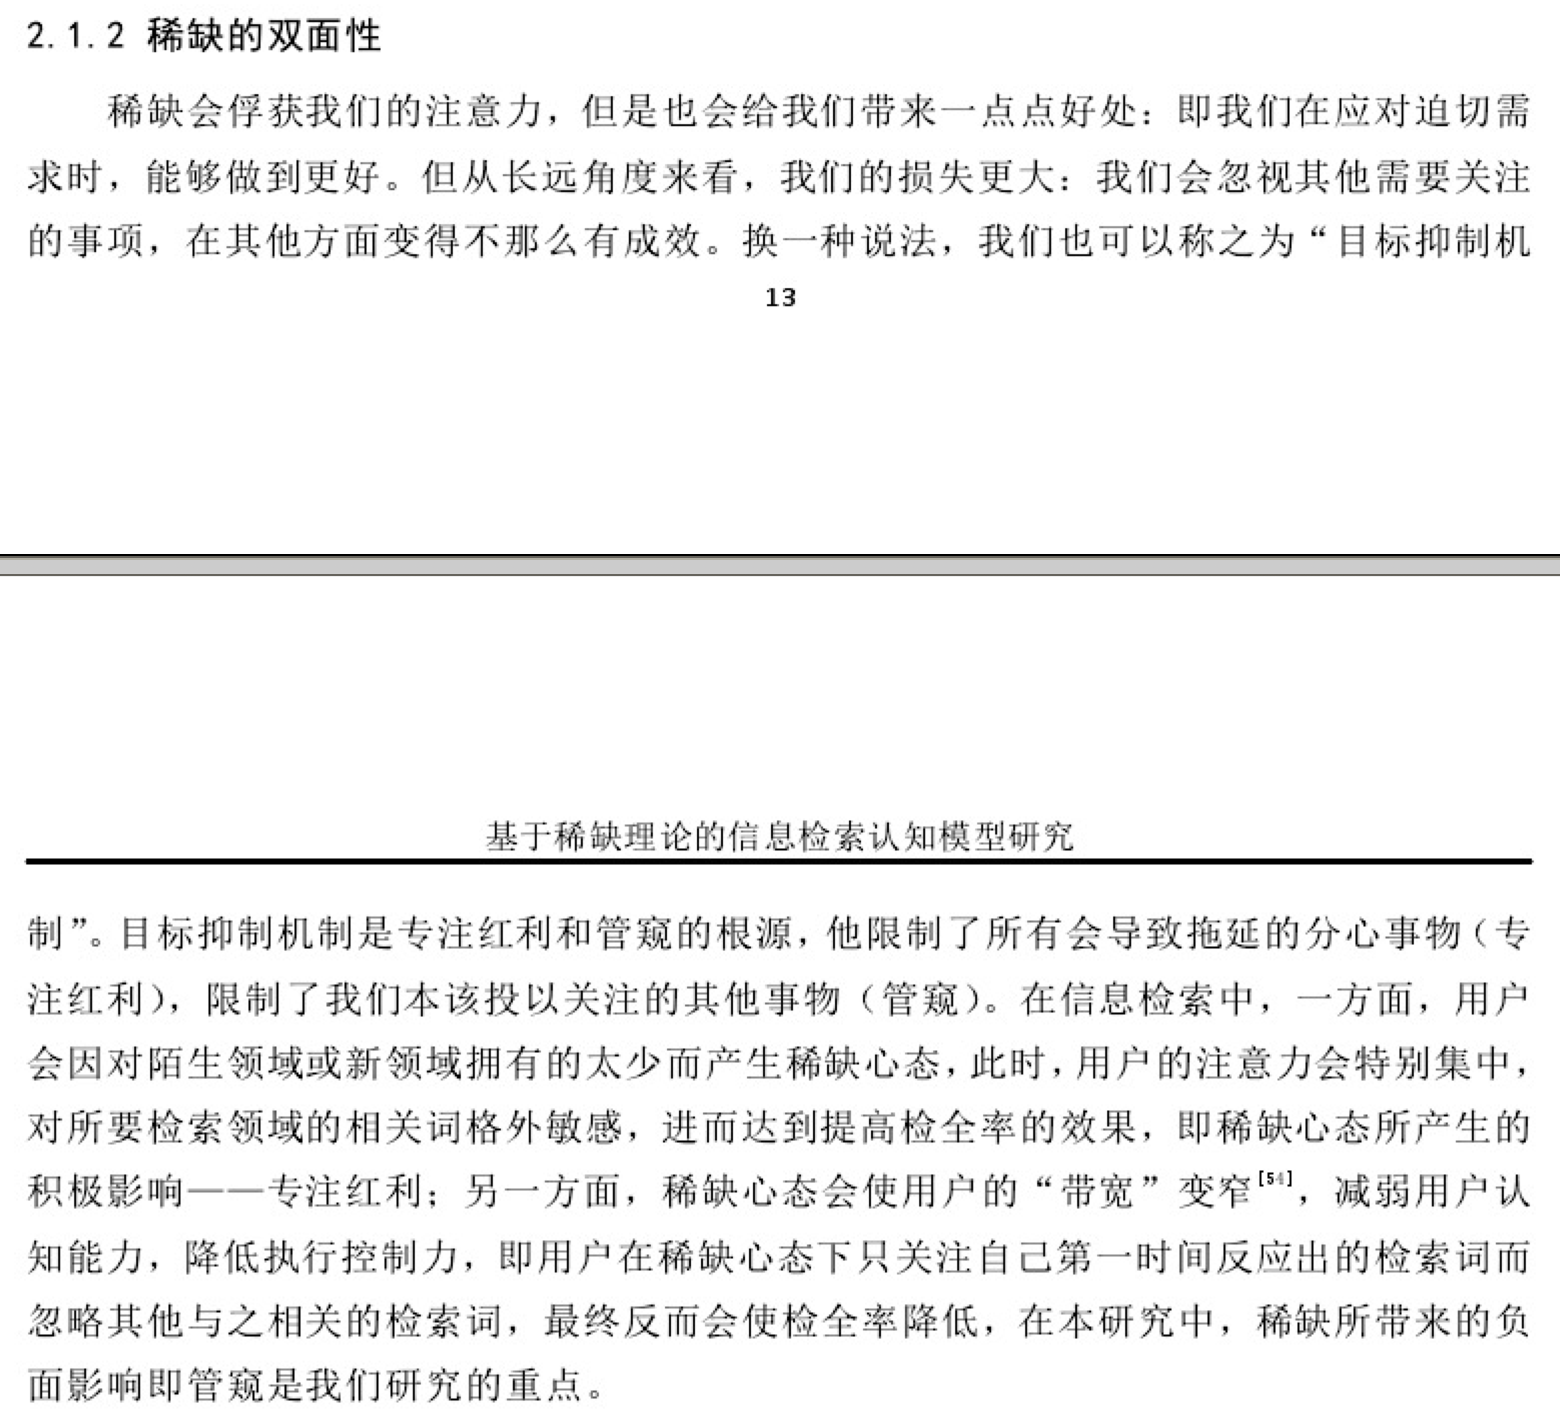 2.1.2 稀缺的双面性
稀缺会俘获我们的注意力，但是也会给我们带来一点点好处：即我们在应对迫切需
求时，能够做到更好。但从长远角度来看，我们的损失更大：我们会忽视其他需要关注
的事项，在其他方面变得不那么有成效。换一种说法，我们也可以称之为“目标抑制机
13
基于稀缺理论的信息检索认知模型研究
制”。目标抑制机制是专注红利和管窥的根源，他限制了所有会导致拖延的分心事物（专
注红利），限制了我们本该投以关注的其他事物（管窥）。在信息检索中，一方面，用户
会因对陌生领域或新领域拥有的太少而产生稀缺心态，此时，用户的注意力会特别集中，
对所要检索领域的相关词格外敏感，进而达到提高检全率的效果，即稀缺心态所产生的
积极影响——专注红利；另一方面，稀缺心态会使用户的“带宽”变窄[54]，减弱用户认
知能力，降低执行控制力，即用户在稀缺心态下只关注自己第一时间反应出的检索词而
忽略其他与之相关的检索词，最终反而会使检全率降低，在本研究中，稀缺所带来的负
面影响即管窥是我们研究的重点。